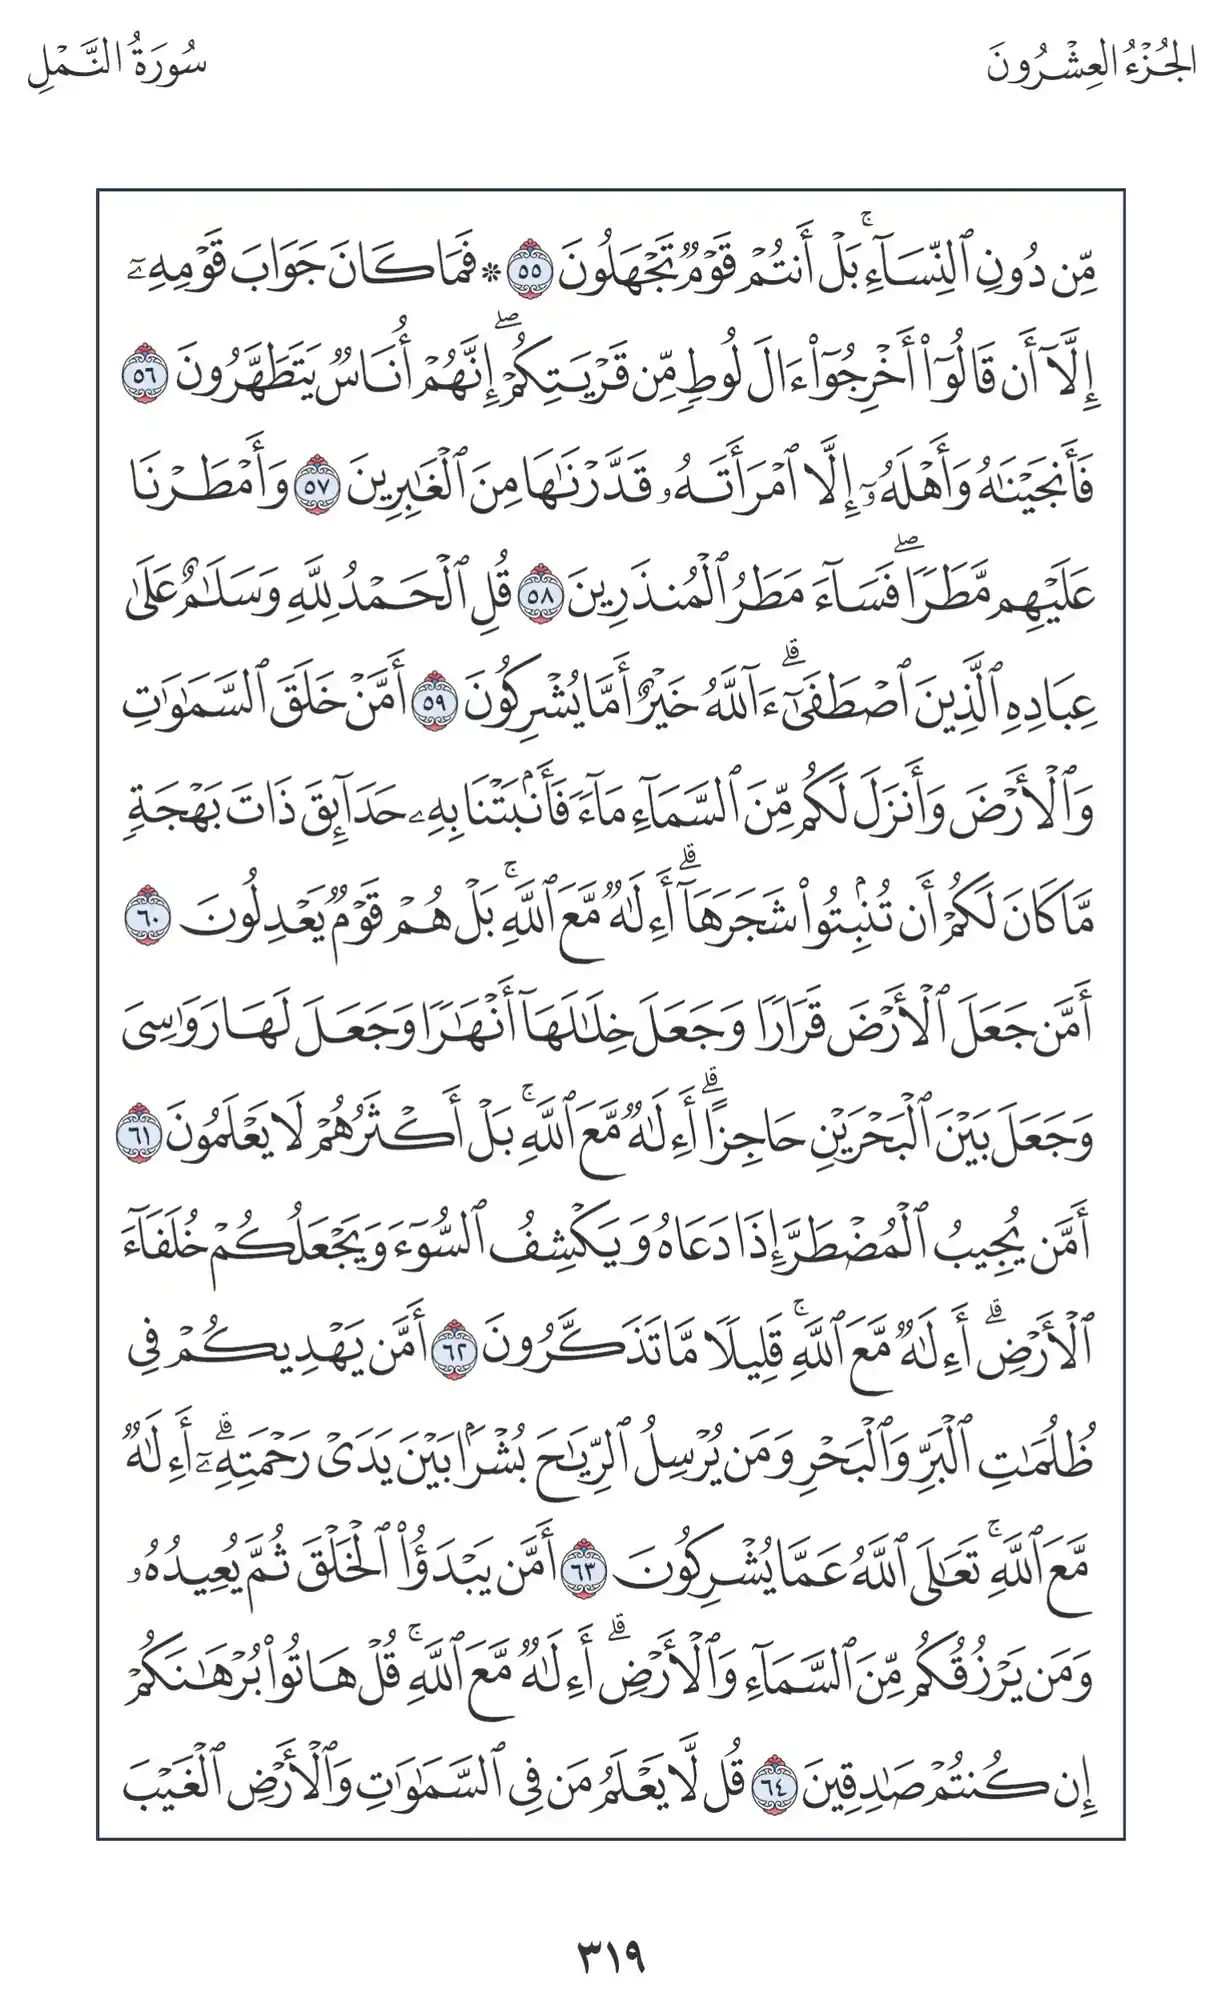 الجُزْءُ العِشْرُونَ
سُورَةُ النَّمْلِ
مِّن دُونِ ٱلنِّسَآءِۚ بَلْ أَنتُمْ قَوْمٌ تَجْهَلُونَ ٥٥ * فَمَا كَانَ جَوَابَ قَوْمِهِۦٓ
إِلَّآ أَن قَالُوٓا۟ أَخْرِجُوٓا۟ ءَالَ لُوطٍ مِّن قَرْيَتِكُمْۖ إِنَّهُمْ أُنَاسٌ يَتَطَهَّرُونَ ٥٦
فَأَنجَيْنَٰهُ وَأَهْلَهُۥٓ إِلَّا ٱمْرَأَتَهُۥ قَدَّرْنَٰهَا مِنَ ٱلْغَٰبِرِينَ ٥٧ وَأَمْطَرْنَا
عَلَيْهِم مَّطَرًاۖ فَسَآءَ مَطَرُ ٱلْمُنذَرِينَ ٥٨ قُلِ ٱلْحَمْدُ لِلَّهِ وَسَلَٰمٌ عَلَىٰ
عِبَادِهِ ٱلَّذِينَ ٱصْطَفَىٰٓۗ ءَآللَّهُ خَيْرٌ أَمَّا يُشْرِكُونَ ٥٩ أَمَّنْ خَلَقَ ٱلسَّمَٰوَٰتِ
وَٱلْأَرْضَ وَأَنزَلَ لَكُم مِّنَ ٱلسَّمَآءِ مَآءً فَأَنۢبَتْنَا بِهِۦ حَدَآئِقَ ذَاتَ بَهْجَةٍ
مَّا كَانَ لَكُمْ أَن تُنۢبِتُوا۟ شَجَرَهَآۗ أَءِلَٰهٌ مَّعَ ٱللَّهِۚ بَلْ هُمْ قَوْمٌ يَعْدِلُونَ ٦٠
أَمَّن جَعَلَ ٱلْأَرْضَ قَرَارًا وَجَعَلَ خِلَٰلَهَآ أَنْهَٰرًا وَجَعَلَ لَهَا رَوَٰسِىَ
وَجَعَلَ بَيْنَ ٱلْبَحْرَيْنِ حَاجِزًاۗ أَءِلَٰهٌ مَّعَ ٱللَّهِۚ بَلْ أَكْثَرُهُمْ لَا يَعْلَمُونَ ٦١
أَمَّن يُجِيبُ ٱلْمُضْطَرَّ إِذَا دَعَاهُ وَيَكْشِفُ ٱلسُّوٓءَ وَيَجْعَلُكُمْ خُلَفَآءَ
ٱلْأَرْضِۗ أَءِلَٰهٌ مَّعَ ٱللَّهِۚ قَلِيلًا مَّا تَذَكَّرُونَ ٦٢ أَمَّن يَهْدِيكُمْ فِى
ظُلُمَٰتِ ٱلْبَرِّ وَٱلْبَحْرِ وَمَن يُرْسِلُ ٱلرِّيَٰحَ بُشْرًۢا بَيْنَ يَدَىْ رَحْمَتِهِۦٓۗ أَءِلَٰهٌ
مَّعَ ٱللَّهِۚ تَعَٰلَى ٱللَّهُ عَمَّا يُشْرِكُونَ ٦٣ أَمَّن يَبْدَؤُا۟ ٱلْخَلْقَ ثُمَّ يُعِيدُهُۥ
وَمَن يَرْزُقُكُم مِّنَ ٱلسَّمَآءِ وَٱلْأَرْضِۗ أَءِلَٰهٌ مَّعَ ٱللَّهِۚ قُلْ هَاتُوا۟ بُرْهَٰنَكُمْ
إِن كُنتُمْ صَٰدِقِينَ ٦٤ قُل لَّا يَعْلَمُ مَن فِى ٱلسَّمَٰوَٰتِ وَٱلْأَرْضِ ٱلْغَيْبَ
٣١٩